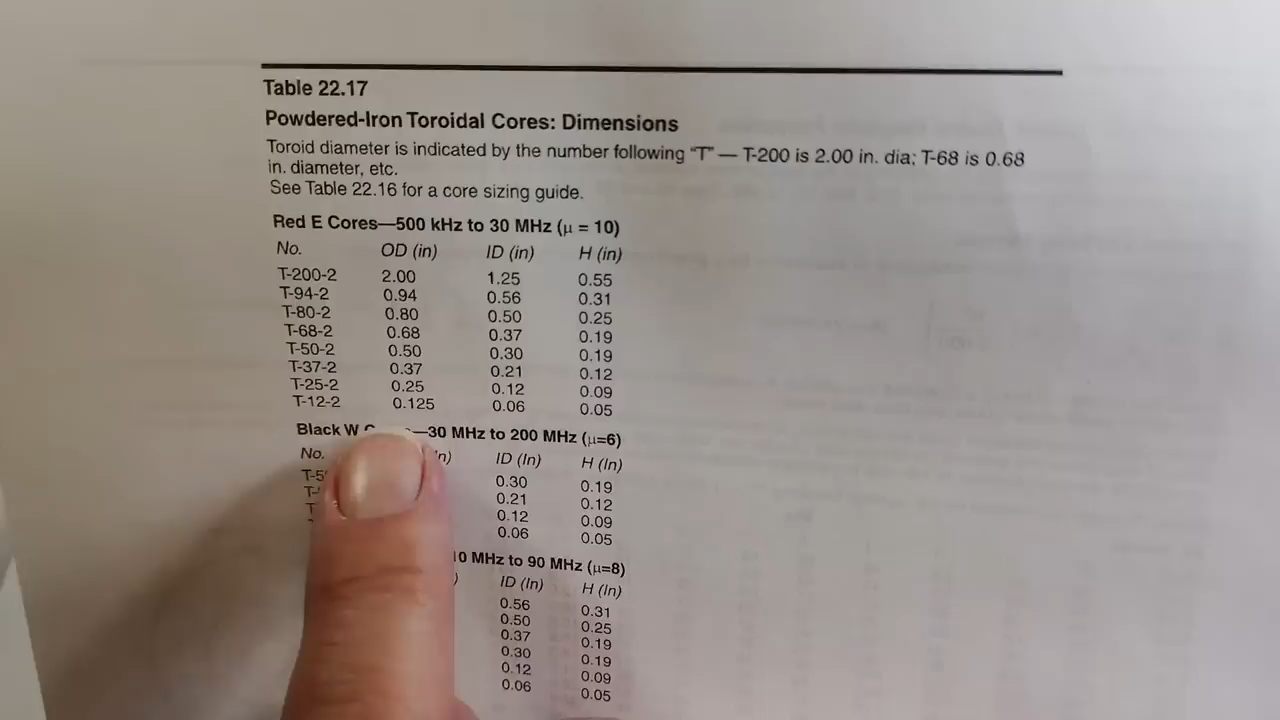 Table 22.17
Powdered-Iron Toroidal Cores: Dimensions
Toroid diameter is indicated by the number following "T" — T-200 is 2.00 in. dia; T-68 is 0.68
in. diameter, etc.
See Table 22.16 for a core sizing guide.
Red E Cores—500 kHz to 30 MHz (μ = 10)
No. OD (in) ID (in) H (in)
T-200-2 2.00 1.25 0.55
T-94-2 0.94 0.56 0.31
T-80-2 0.80 0.50 0.25
T-68-2 0.68 0.37 0.19
T-50-2 0.50 0.30 0.19
T-37-2 0.37 0.21 0.12
T-25-2 0.25 0.12 0.09
T-12-2 0.125 0.06 0.05
Black W —30 MHz to 200 MHz (μ=6)
No. ID (In) H (In)
0.30 0.19
0.21 0.12
0.12 0.09
0.06 0.05
10 MHz to 90 MHz (μ=8)
ID (In) H (In)
0.56 0.31
0.50 0.25
0.37 0.19
0.30 0.19
0.12 0.09
0.06 0.05